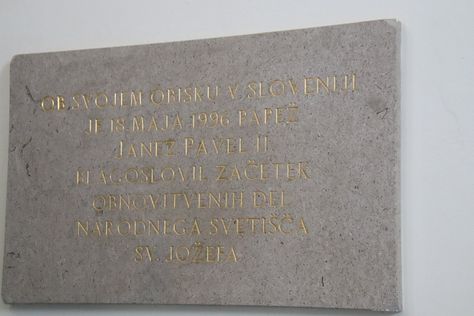 OB SVOJEM OBISKU V SLOVENIJI
JE 18. MAJA 1996 PAPEŽ
JANEZ PAVEL II.
BLAGOSLOVIL ZAČETEK
OBNOVITVENIH DEL
NARODNEGA SVETIŠČA
SV. JOŽEFA